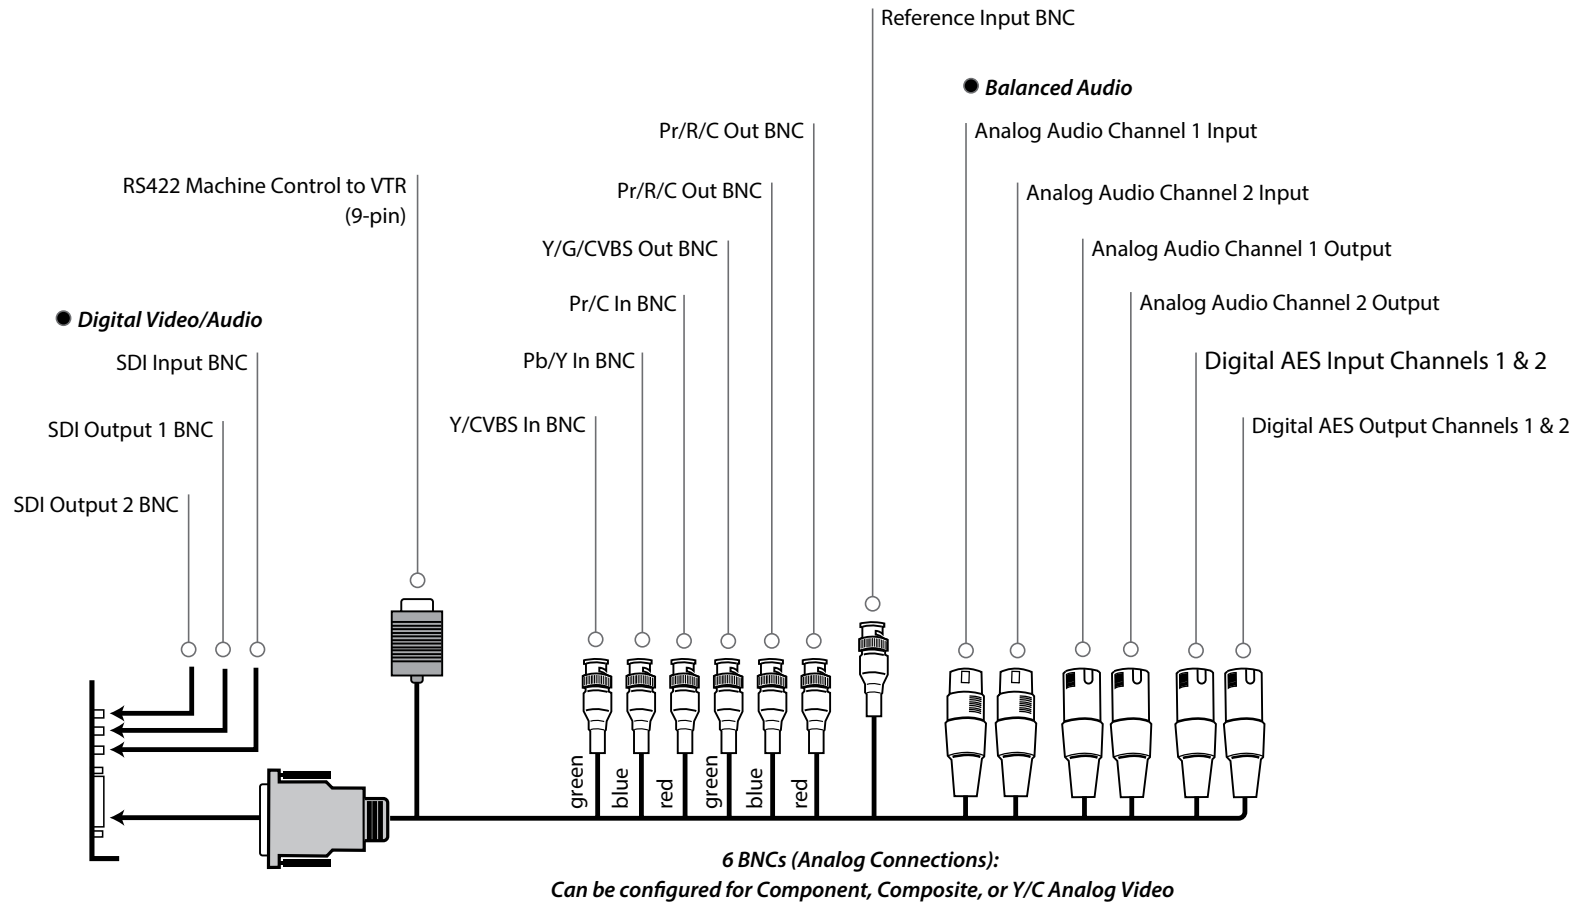 Reference Input BNC
Balanced Audio
Pr/R/C Out BNC
Analog Audio Channel 1 Input
RS422 Machine Control to VTR
(9-pin)
Pr/R/C Out BNC
Analog Audio Channel 2 Input
Y/G/CVBS Out BNC
Analog Audio Channel 1 Output
Pr/C In BNC
Analog Audio Channel 2 Output
Digital Video/Audio
SDI Input BNC
Pb/Y In BNC
Digital AES Input Channels 1 & 2
SDI Output 1 BNC
Y/CVBS In BNC
Digital AES Output Channels 1 & 2
SDI Output 2 BNC
green
blue
red
green
blue
red
6 BNCs (Analog Connections):
Can be configured for Component, Composite, or Y/C Analog Video